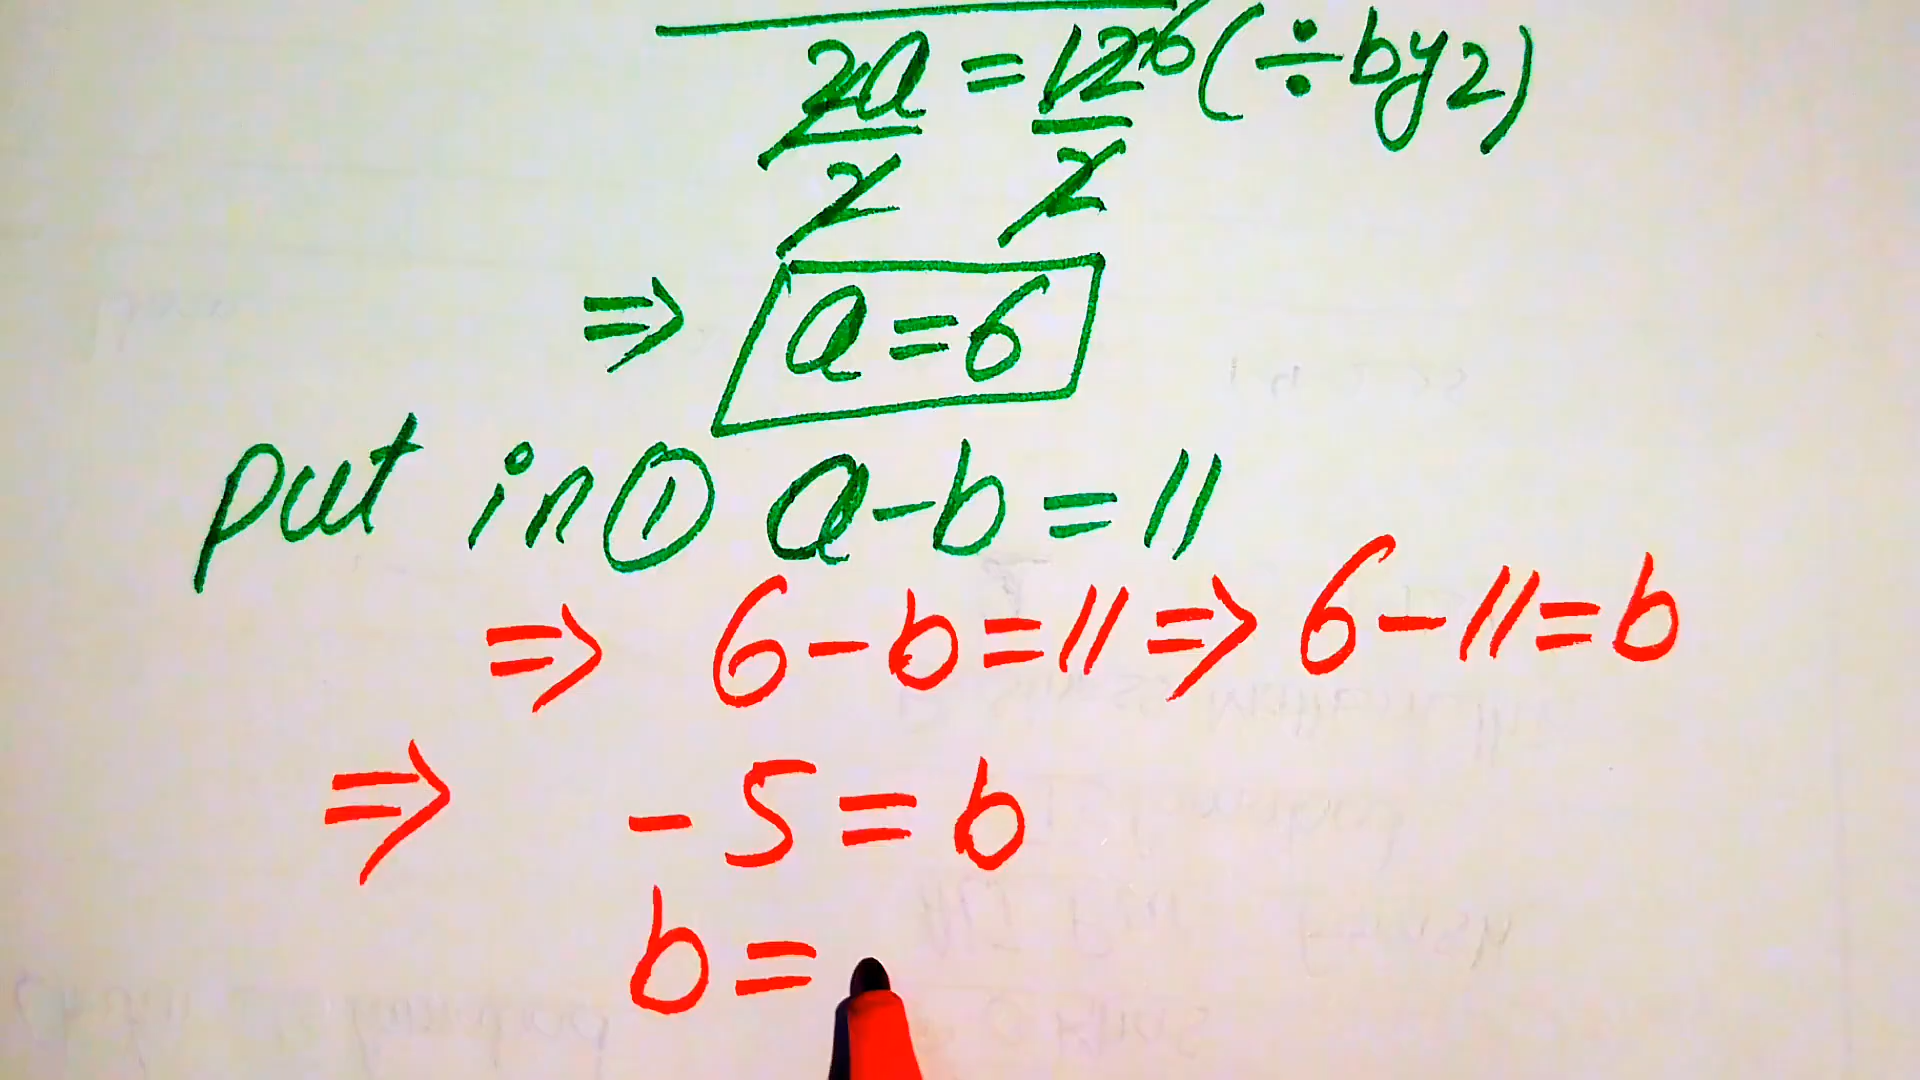 2a = 12 6 (÷ by 2)
2 2
⇒ a = 6
put in ① a - b = 11
⇒ 6 - b = 11 ⇒ 6 - 11 = b
⇒ - 5 = b
b =